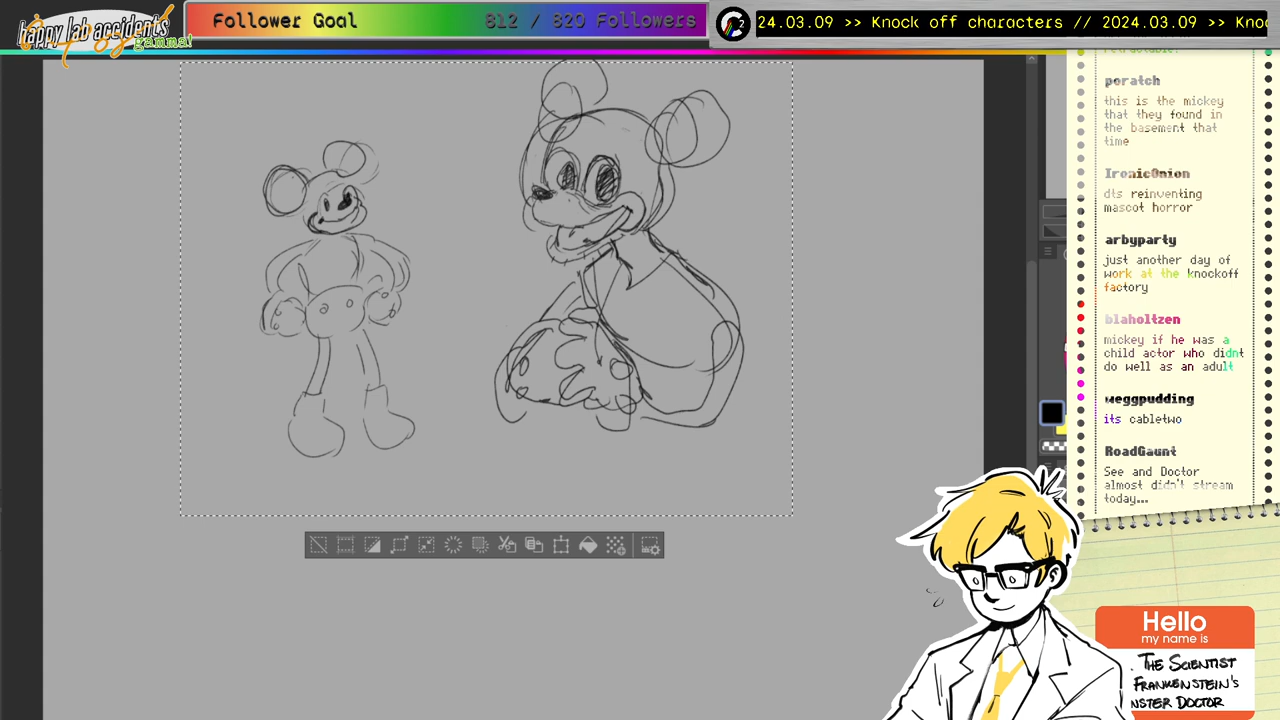 happy lab accidents
gamma!
Follower Goal
812 / 820 Followers
24.03.09 >> Knock off characters // 2024.03.09 >> Kno
retractable!
poratch
this is the mickey
that they found in
the basement that
time
IronicOnion
dts reinventing
mascot horror
arbyparty
just another day of
work at the knockoff
factory
blaholtzen
mickey if he was a
child actor who didnt
do well as an adult
weggpudding
its cabletwo
RoadGaunt
See and Doctor
almost didn't stream
today...
Hello
my name is
. THE SCIENTIST
FRANKENSTEIN'S
NSTER DOCTOR